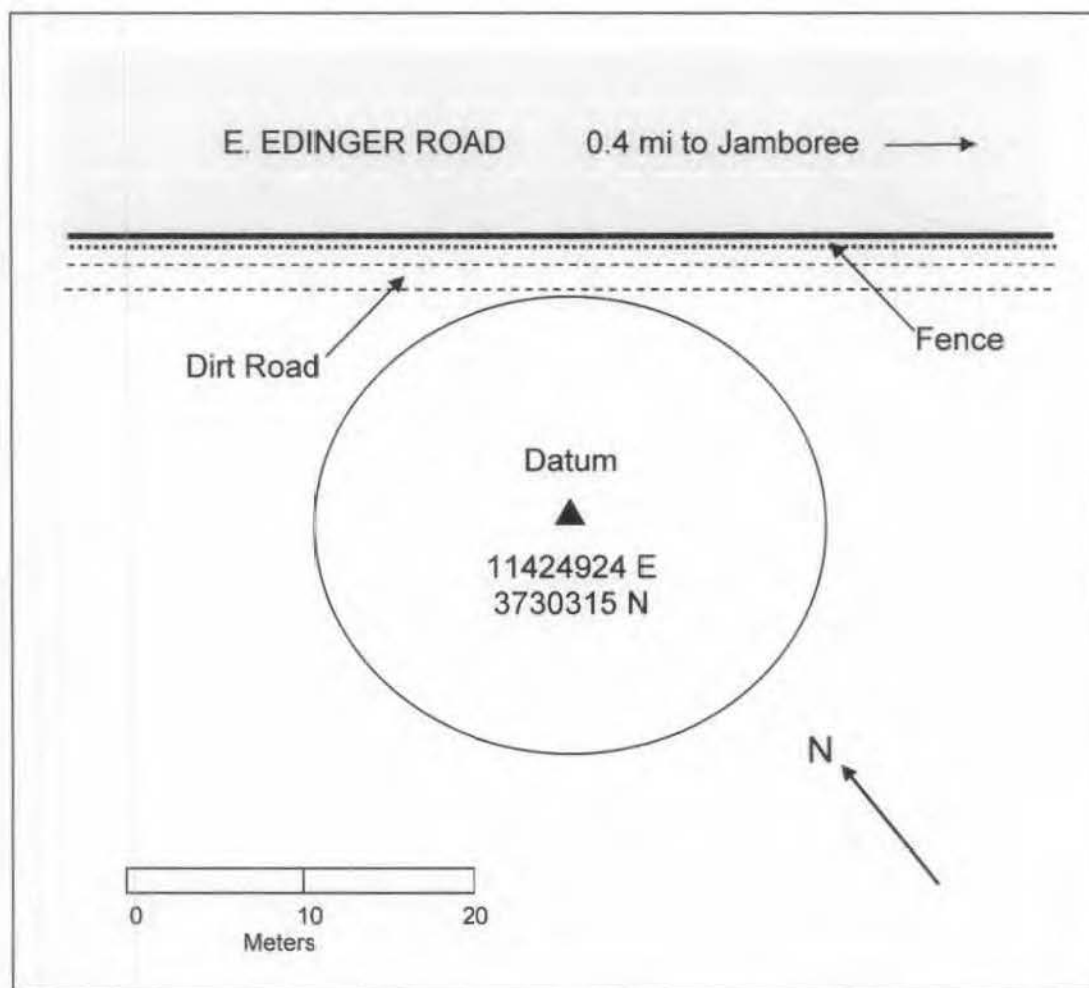 E. EDINGER ROAD 0.4 mi to Jamboree
Dirt Road
Fence
Datum
11424924 E
3730315 N
N
0 10 20
Meters